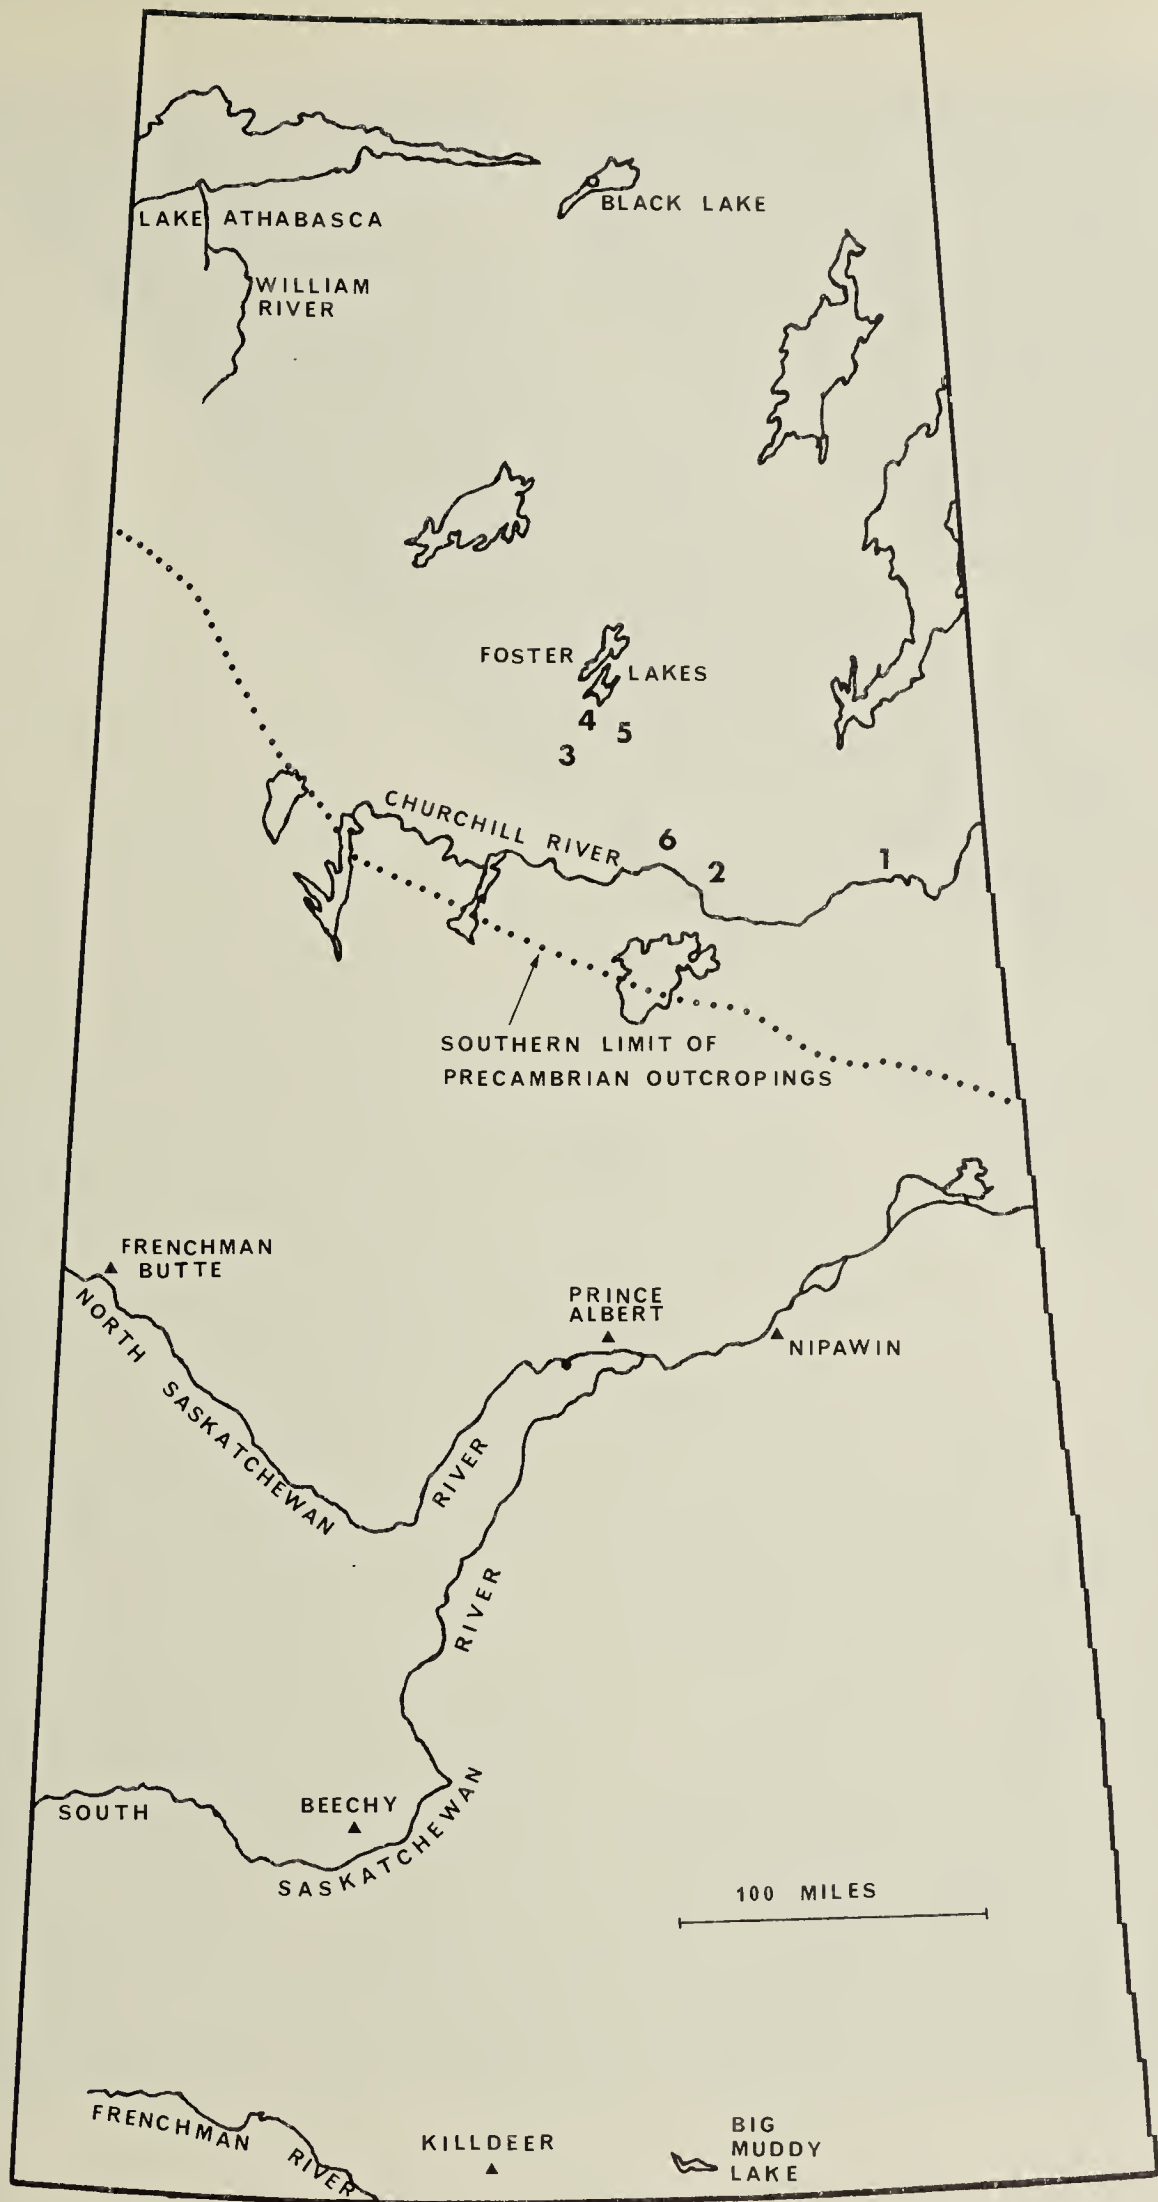 BLACK LAKE
LAKE ATHABASCA
WILLIAM
RIVER
FOSTER
LAKES
4
5
3
CHURCHILL RIVER
6
2
1
SOUTHERN LIMIT OF
PRECAMBRIAN OUTCROPINGS
FRENCHMAN
BUTTE
NORTH SASKATCHEWAN
RIVER
PRINCE
ALBERT
NIPAWIN
RIVER
SOUTH
BEECHY
SASKATCHEWAN
100 MILES
FRENCHMAN RIVER
KILLDEER
BIG
MUDDY
LAKE